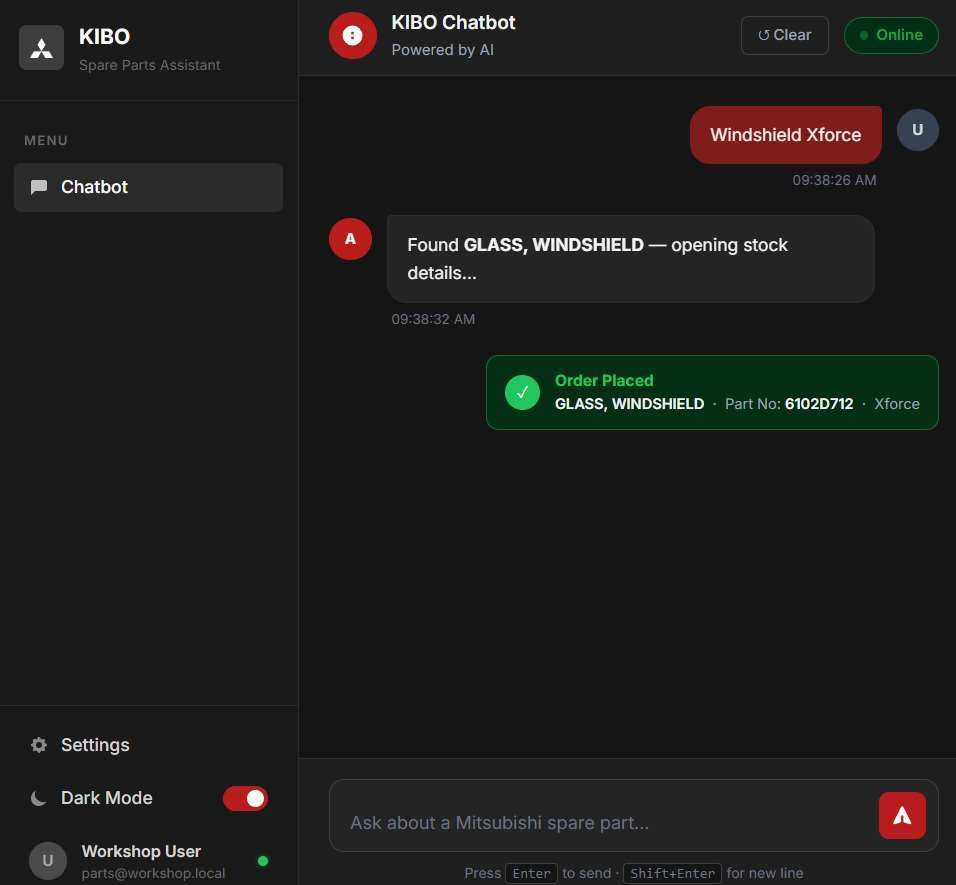 KIBO
Spare Parts Assistant
MENU
Chatbot
Settings
Dark Mode
U
Workshop User
parts@workshop.local
KIBO Chatbot
Powered by AI
↺ Clear
Online
Windshield Xforce
U
09:38:26 AM
A
Found GLASS, WINDSHIELD — opening stock
details...
09:38:32 AM
✓
Order Placed
GLASS, WINDSHIELD · Part No: 6102D712 · Xforce
Ask about a Mitsubishi spare part...
Press Enter to send · Shift+Enter for new line